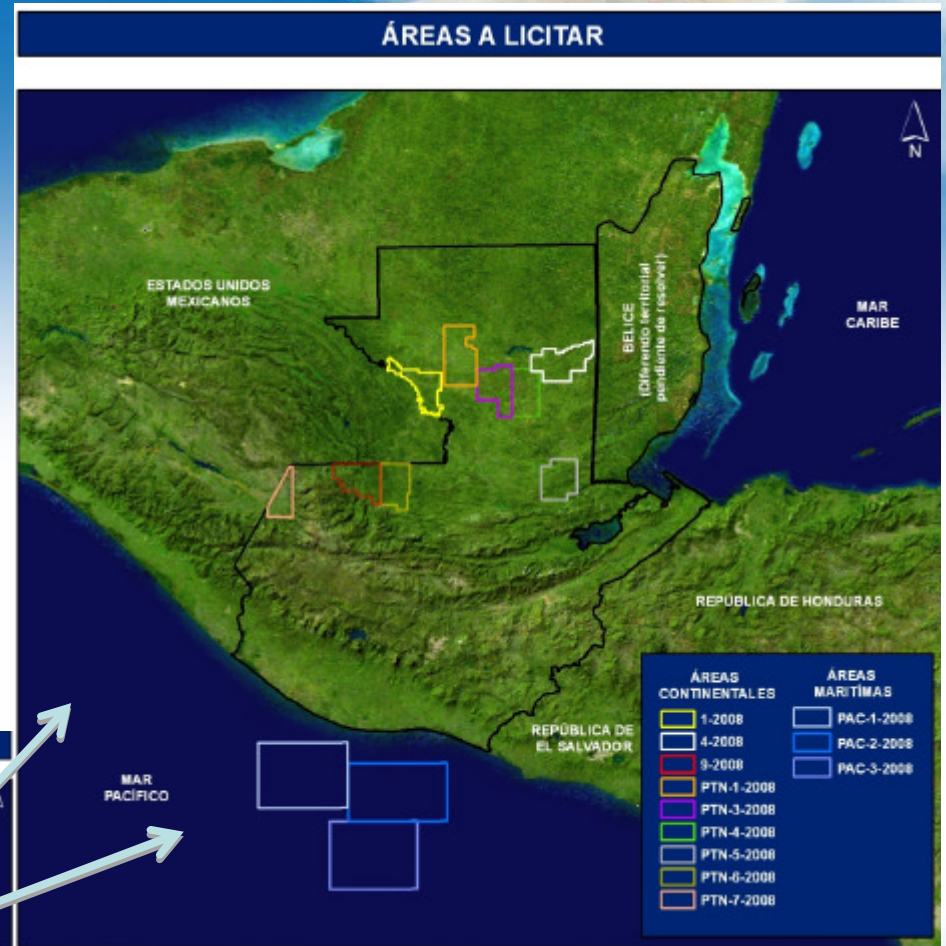 ÁREAS A LICITAR
N
ESTADOS UNIDOS
MEXICANOS
BELICE
(Diferendo territorial
pendiente de resolver)
MAR
CARIBE
REPÚBLICA DE HONDURAS
REPÚBLICA DE
EL SALVADOR
MAR
PACÍFICO
ÁREAS
CONTINENTALES
1-2008
4-2008
9-2008
PTN-1-2008
PTN-3-2008
PTN-4-2008
PTN-5-2008
PTN-6-2008
PTN-7-2008
ÁREAS
MARITÍMAS
PAC-1-2008
PAC-2-2008
PAC-3-2008